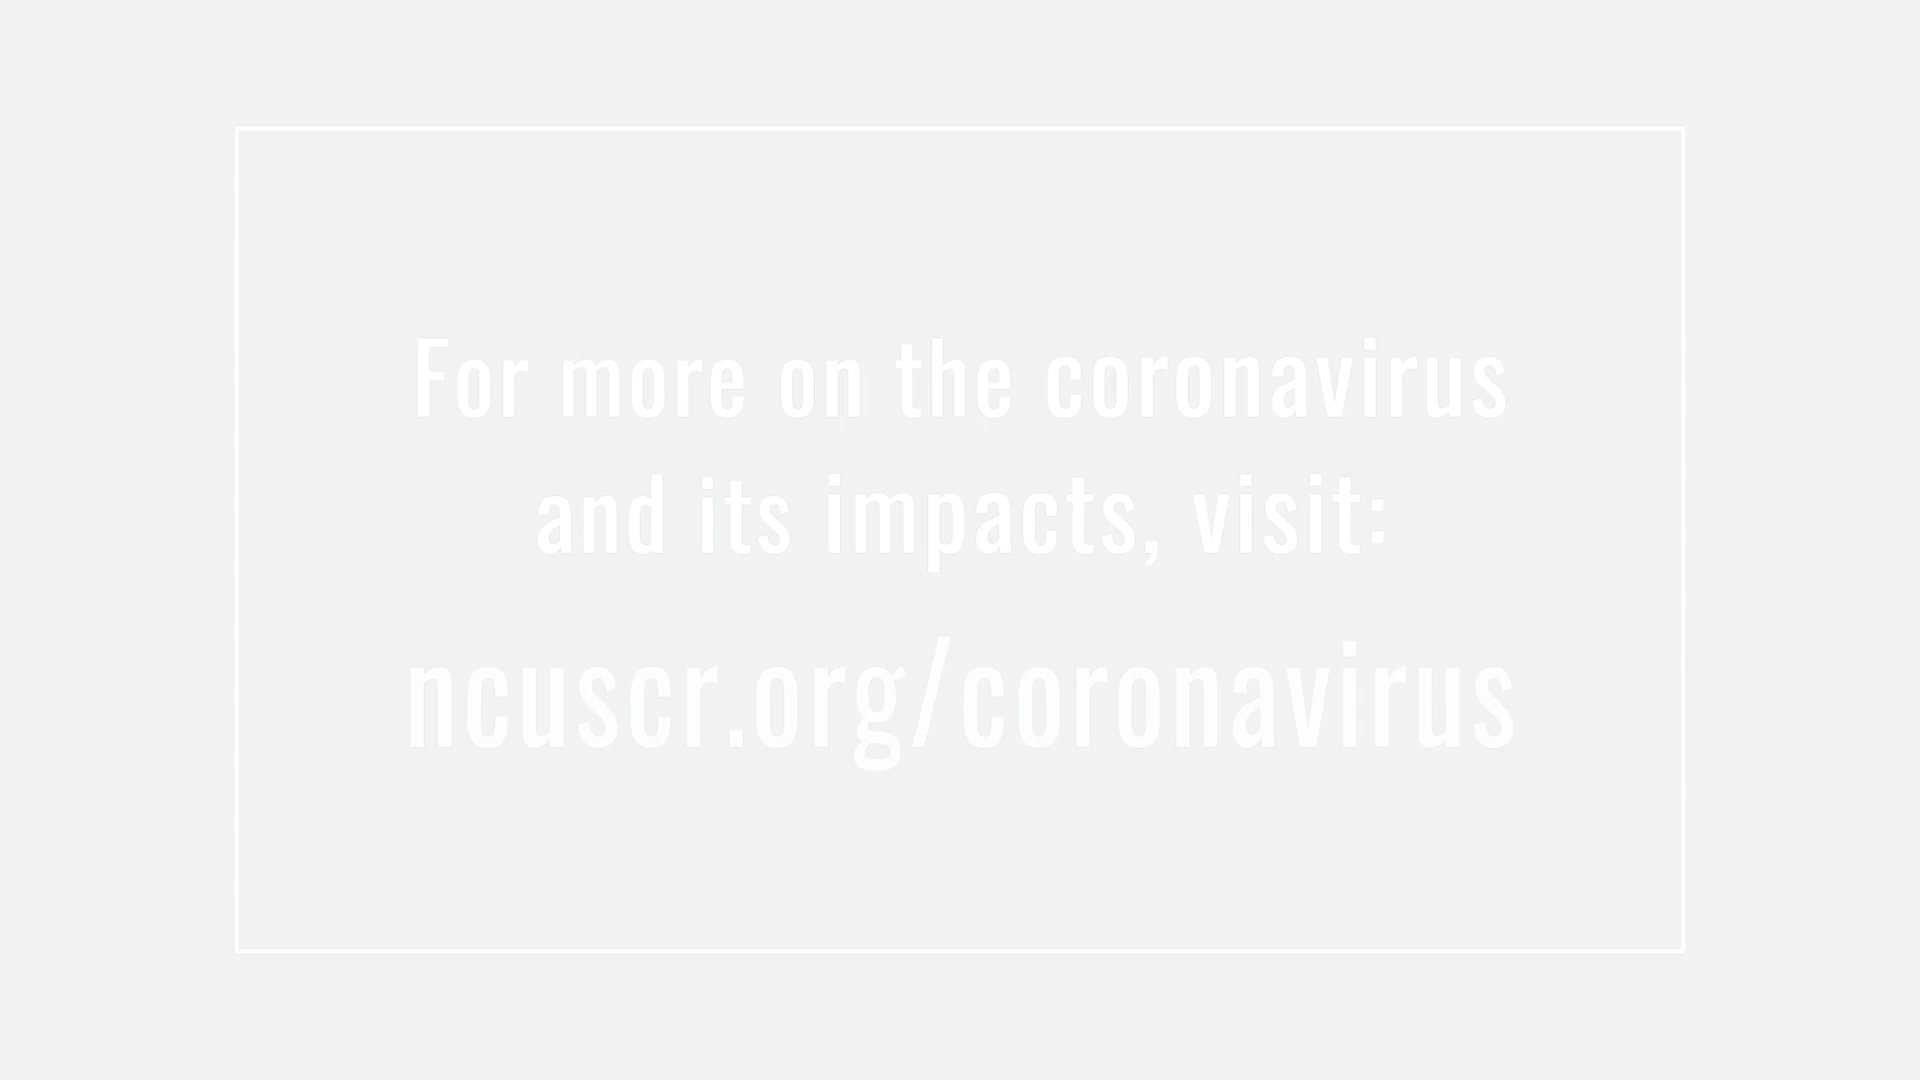 For more on the coronavirus
and its impacts, visit:
ncuscr.org/coronavirus